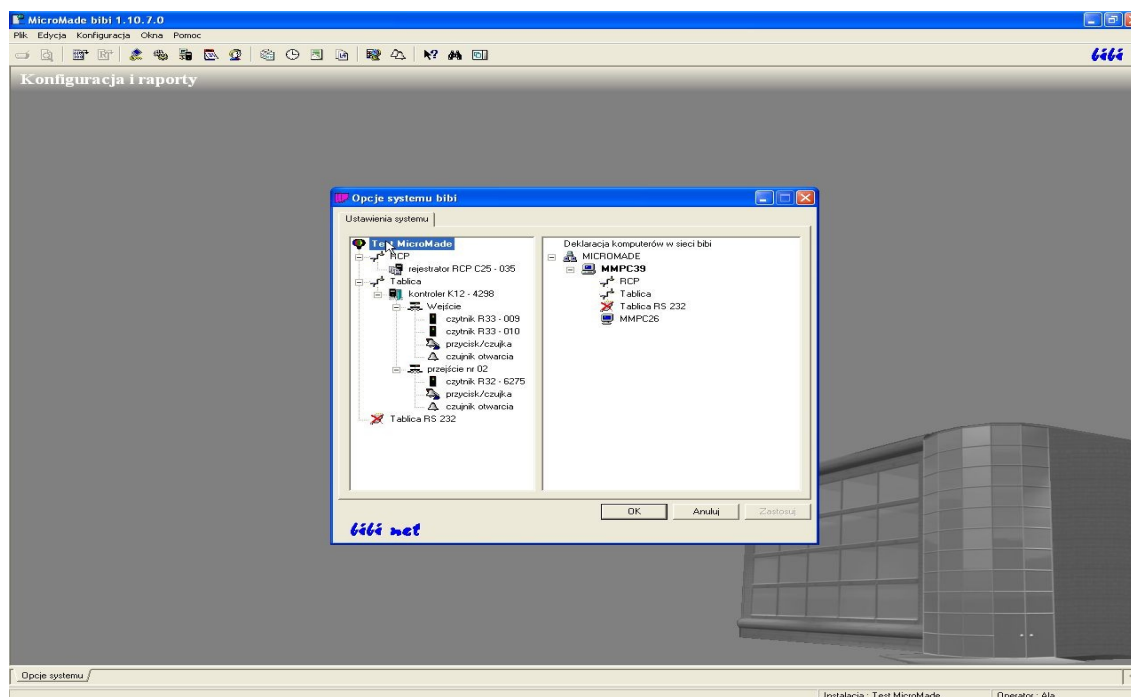 MicroMade bibi 1.10.7.0
Plik Edycja Konfiguracja Okna Pomoc
bibi
Konfiguracja i raporty
Opcje systemu bibi
Ustawienia systemu
Test MicroMade
RCP
rejestrator RCP C25 - 035
Tablica
kontroler K12 - 4298
Wejście
czytnik R33 - 009
czytnik R33 - 010
przycisk/czujka
czujnik otwarcia
przejście nr 02
czytnik R32 - 6275
przycisk/czujka
czujnik otwarcia
Tablica RS 232
Deklaracja komputerów w sieci bibi
MICROMADE
MMPC39
RCP
Tablica
Tablica RS 232
MMPC26
OK Anuluj Zastosuj
bibi net
Opcje systemu
Instalacja : Test MicroMade Operator : Ala